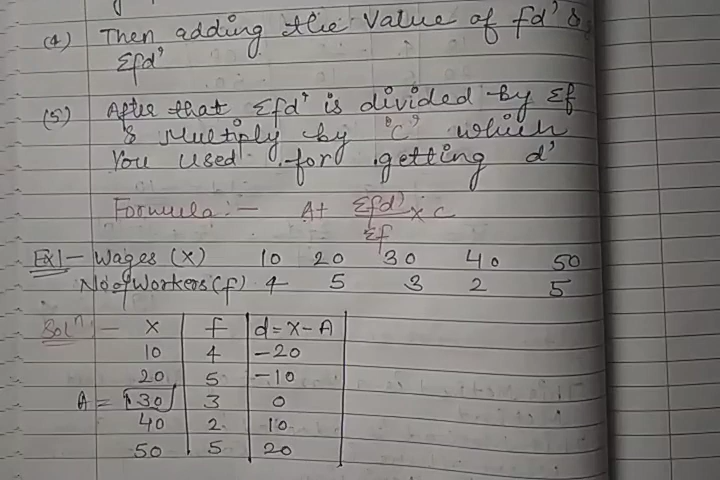 (4) Then adding the Value of fd' &
Σfd'
(5) After that Σfd' is divided by Σf
& Multiply by "C" which
You used for getting d'
Formula :- A+ Σfd'/Σf × C
Ex1 - Wages (X) 10 20 30 40 50
No of Workers (f) 4 5 3 2 5
Solⁿ - X f d = X - A
10 4 -20
20 5 -10
A = 30 3 0
40 2 10
50 5 20